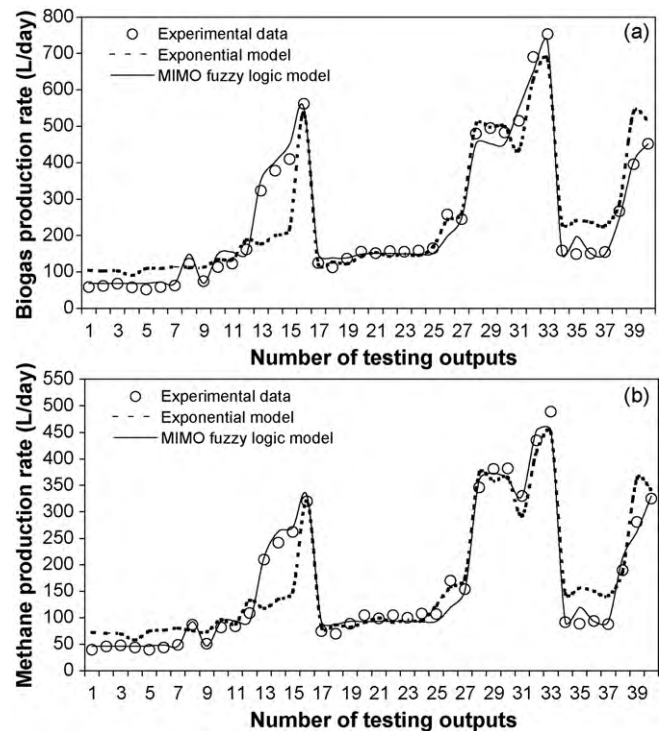 800
700
600
500
400
300
200
100
0
Biogas production rate (L/day)
(a)
Experimental data
Exponential model
MIMO fuzzy logic model
1 3 5 7 9 11 13 15 17 19 21 23 25 27 29 31 33 35 37 39
Number of testing outputs
550
500
450
400
350
300
250
200
150
100
50
0
Methane production rate (L/day)
(b)
Experimental data
Exponential model
MIMO fuzzy logic model
1 3 5 7 9 11 13 15 17 19 21 23 25 27 29 31 33 35 37 39
Number of testing outputs